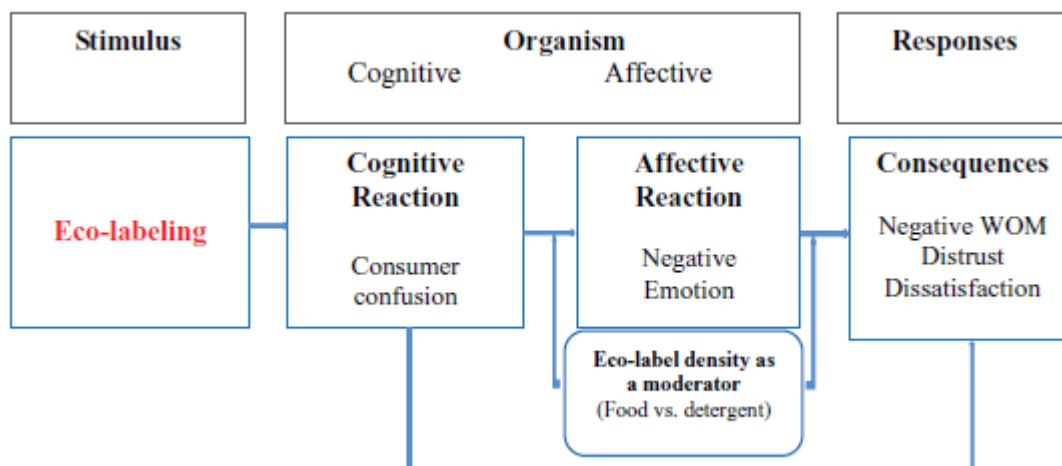 Stimulus
Organism
Cognitive Affective
Responses
Eco-labeling
Cognitive
Reaction
Consumer
confusion
Affective
Reaction
Negative
Emotion
Consequences
Negative WOM
Distrust
Dissatisfaction
Eco-label density as
a moderator
(Food vs. detergent)